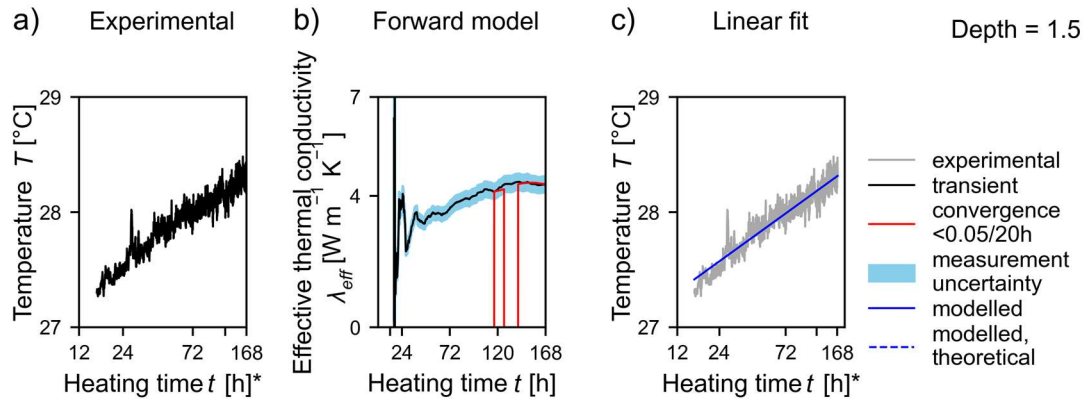 a) Experimental
b) Forward model
c) Linear fit
Depth = 1.5
Temperature T [°C]
29
28
27
12 24 72 168
Heating time t [h]*
Effective thermal conductivity
λeff [W m⁻¹ K⁻¹]
7
4
0
24 72 120 168
Heating time t [h]
Temperature T [°C]
29
28
27
12 24 72 168
Heating time t [h]*
experimental
transient
convergence
<0.05/20h
measurement
uncertainty
modelled
modelled,
theoretical